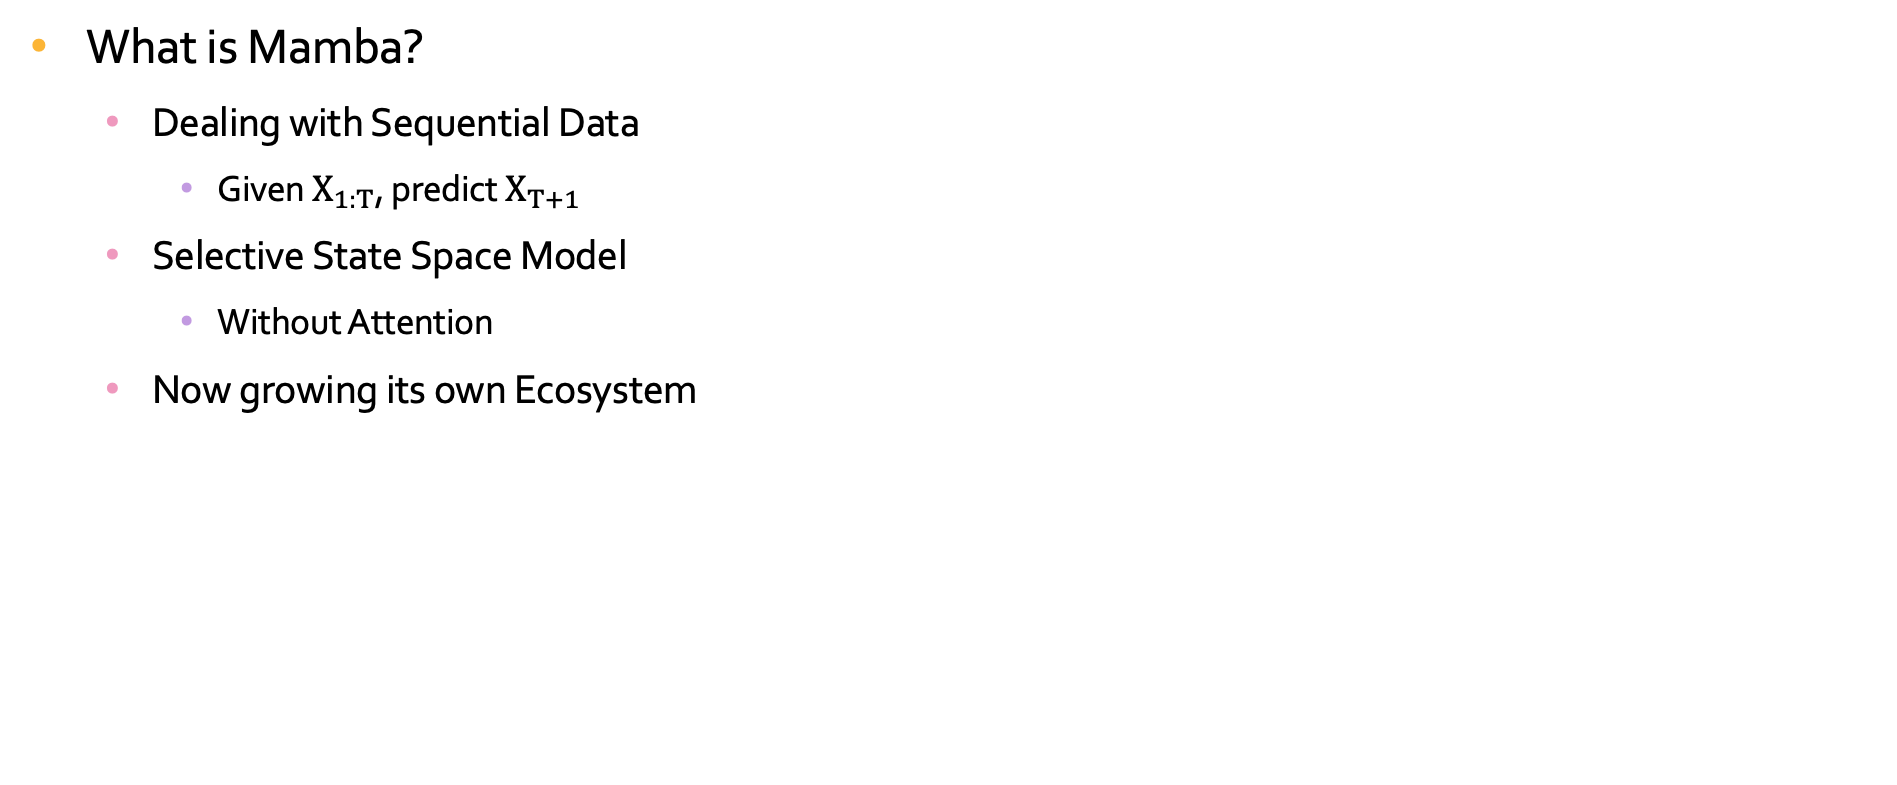 • What is Mamba?
• Dealing with Sequential Data
• Given X₁:T, predict X_T+1
• Selective State Space Model
• Without Attention
• Now growing its own Ecosystem